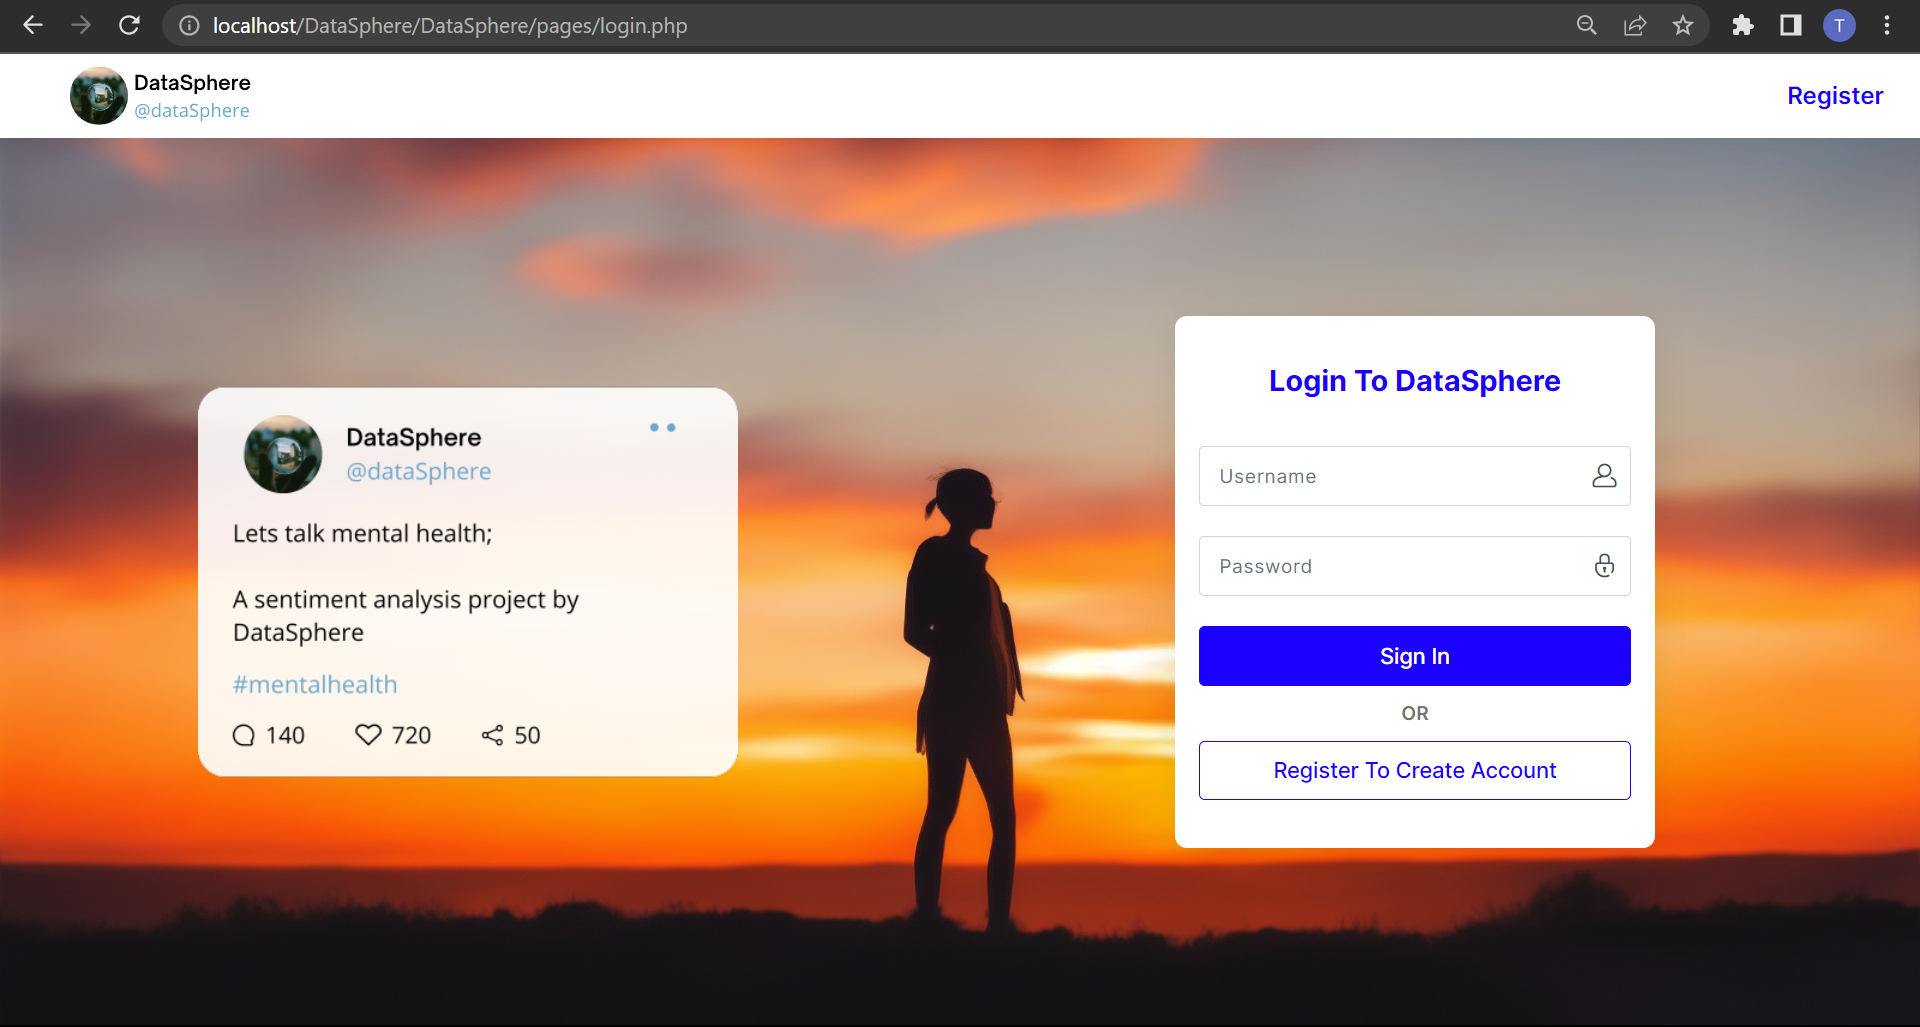 localhost/DataSphere/DataSphere/pages/login.php
T
DataSphere
@dataSphere
Register
DataSphere
@dataSphere
Lets talk mental health;
A sentiment analysis project by
DataSphere
#mentalhealth
140 720 50
Login To DataSphere
Username
Password
Sign In
OR
Register To Create Account